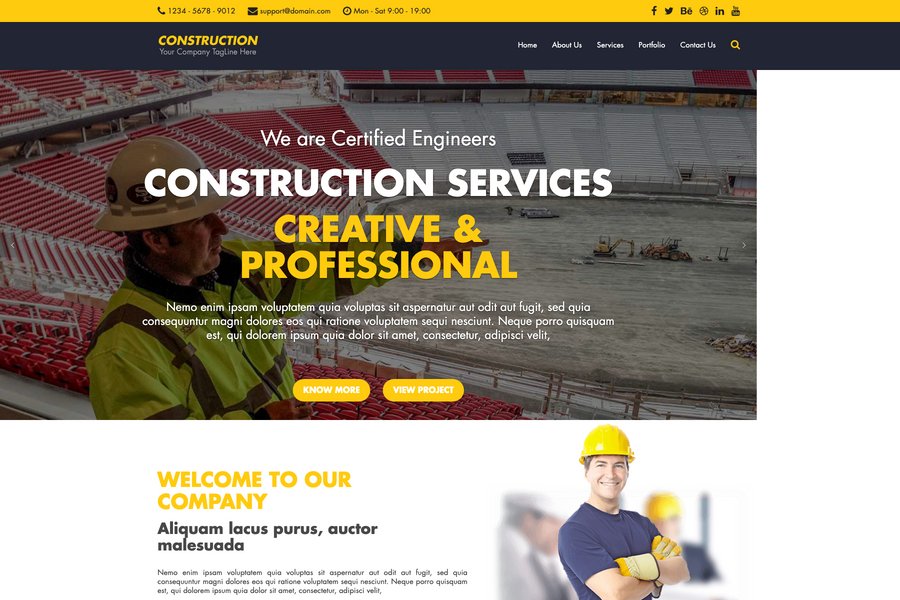 1234 - 5678 - 9012 support@domain.com Mon - Sat 9:00 - 19:00
CONSTRUCTION
Your Company TagLine Here
Home About Us Services Portfolio Contact Us
We are Certified Engineers
CONSTRUCTION SERVICES
CREATIVE &
PROFESSIONAL
Nemo enim ipsam voluptatem quia voluptas sit aspernatur aut odit aut fugit, sed quia
consequuntur magni dolores eos qui ratione voluptatem sequi nesciunt. Neque porro quisquam
est, qui dolorem ipsum quia dolor sit amet, consectetur, adipisci velit,
KNOW MORE VIEW PROJECT
WELCOME TO OUR
COMPANY
Aliquam lacus purus, auctor
malesuada
Nemo enim ipsam voluptatem quia voluptas sit aspernatur aut odit aut fugit, sed quia
consequuntur magni dolores eos qui ratione voluptatem sequi nesciunt. Neque porro quisquam
est, qui dolorem ipsum quia dolor sit amet, consectetur, adipisci velit,